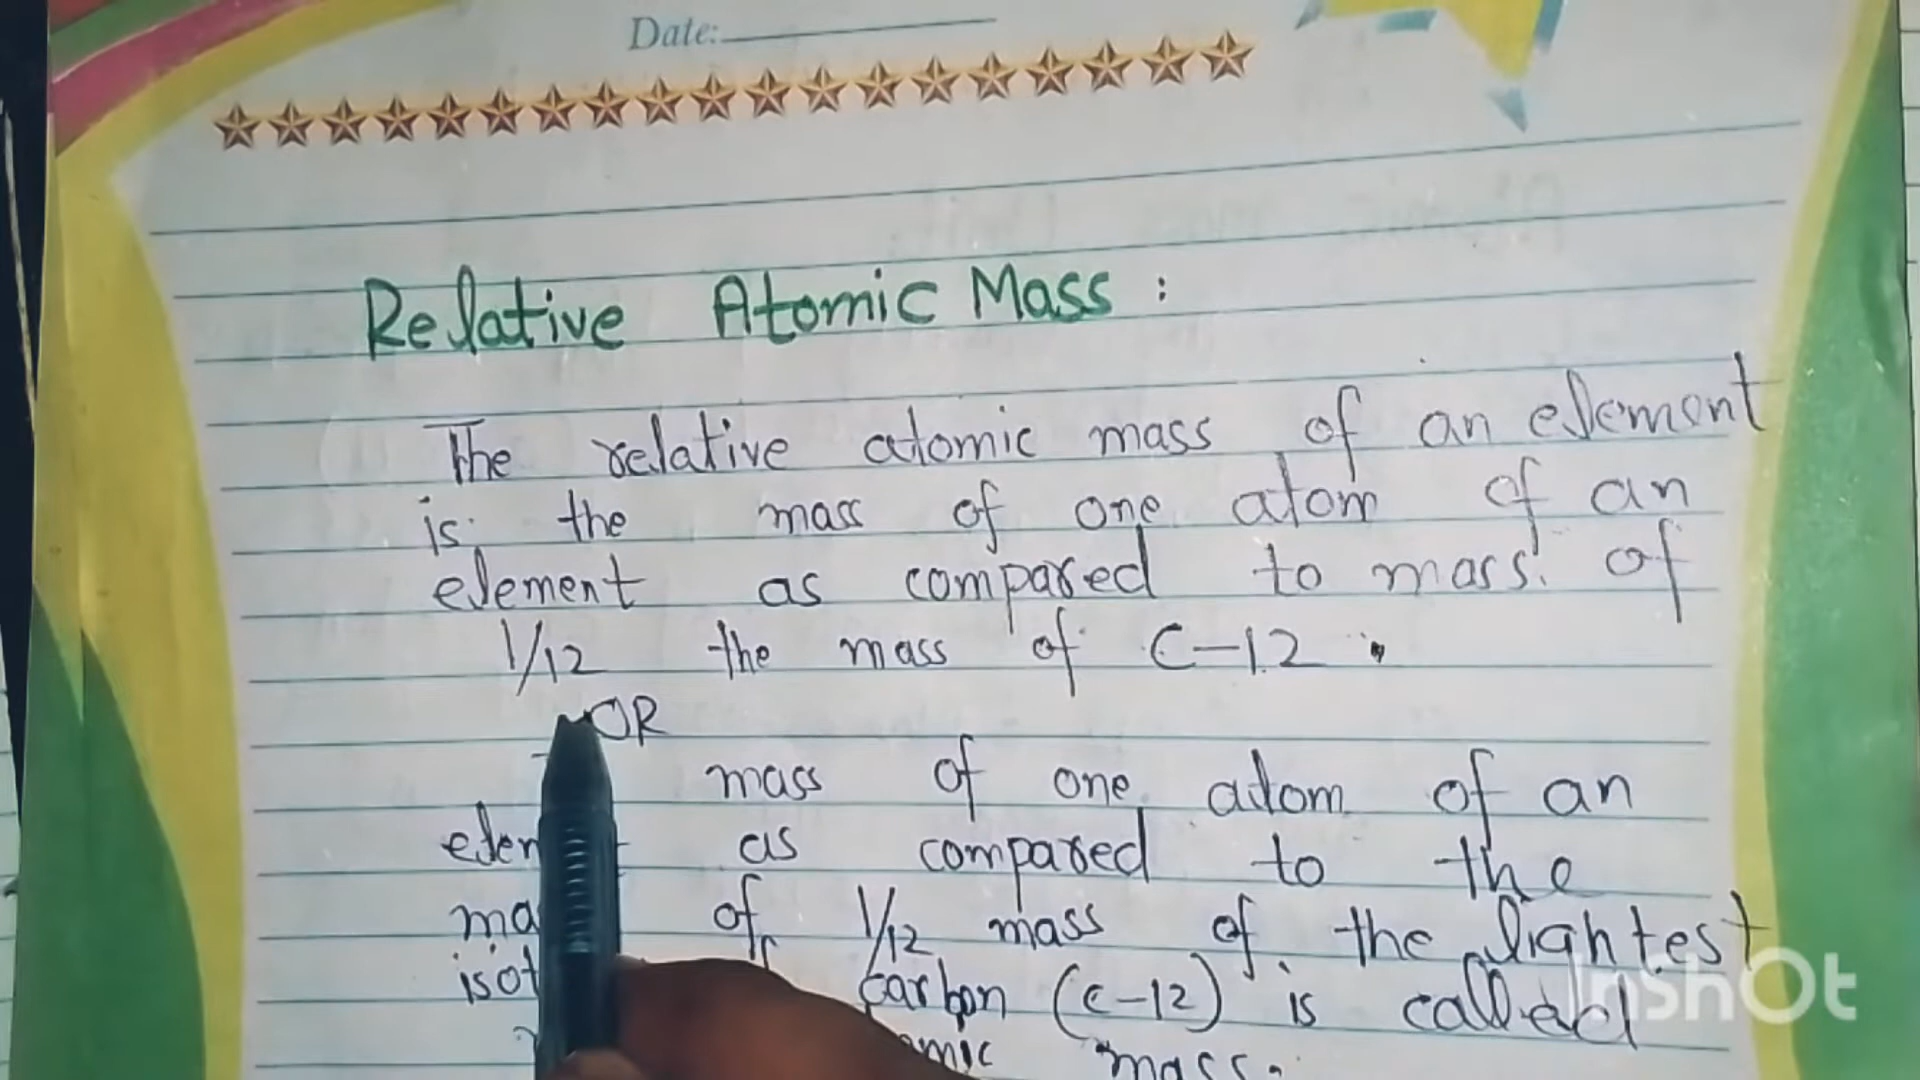 Date:
Relative Atomic Mass :
The relative atomic mass of an element
is the mass of one atom of an
element as compared to mass of
1/12 the mass of C-12 .
OR
mass of one atom of an
as compared to the
of 1/12 mass of the lightest
carbon (c-12) is called
mass.
InShOt